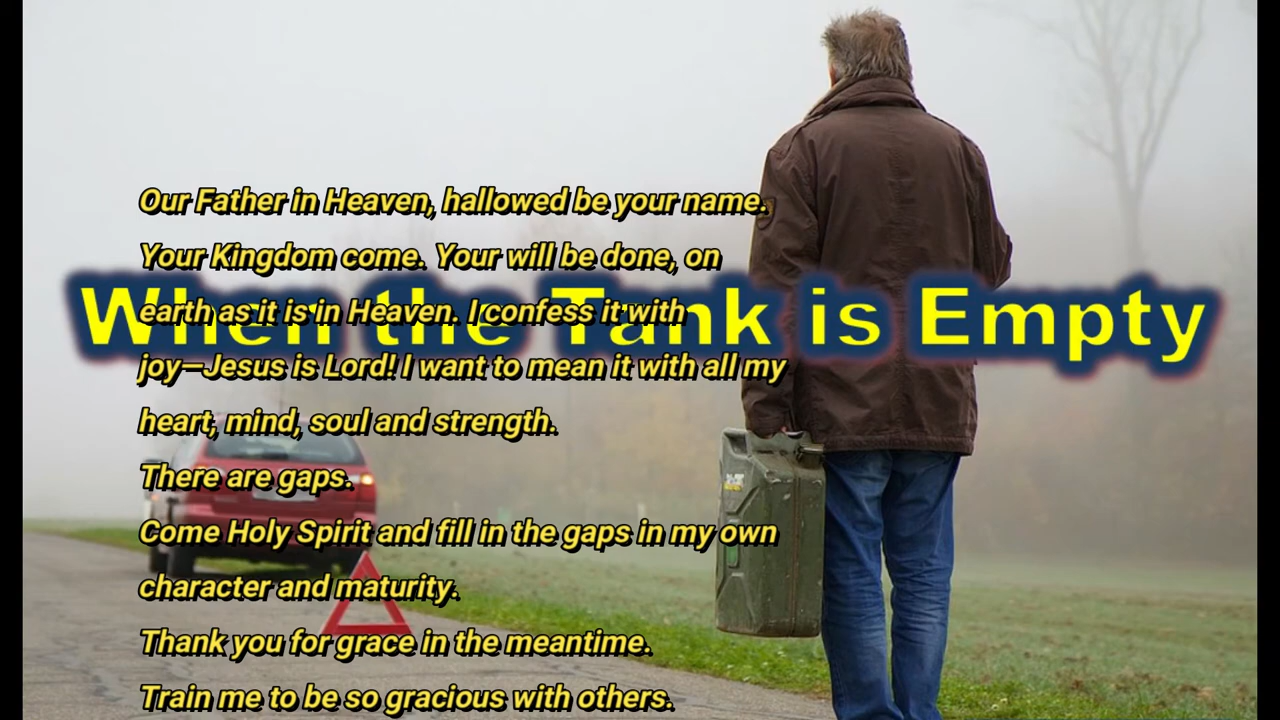 Our Father in Heaven, hallowed be your name.
Your Kingdom come. Your will be done, on
When the Tank is Empty
earth as it is in Heaven. I confess it with
joy—Jesus is Lord! I want to mean it with all my
heart, mind, soul and strength.
There are gaps.
Come Holy Spirit and fill in the gaps in my own
character and maturity.
Thank you for grace in the meantime.
Train me to be so gracious with others.